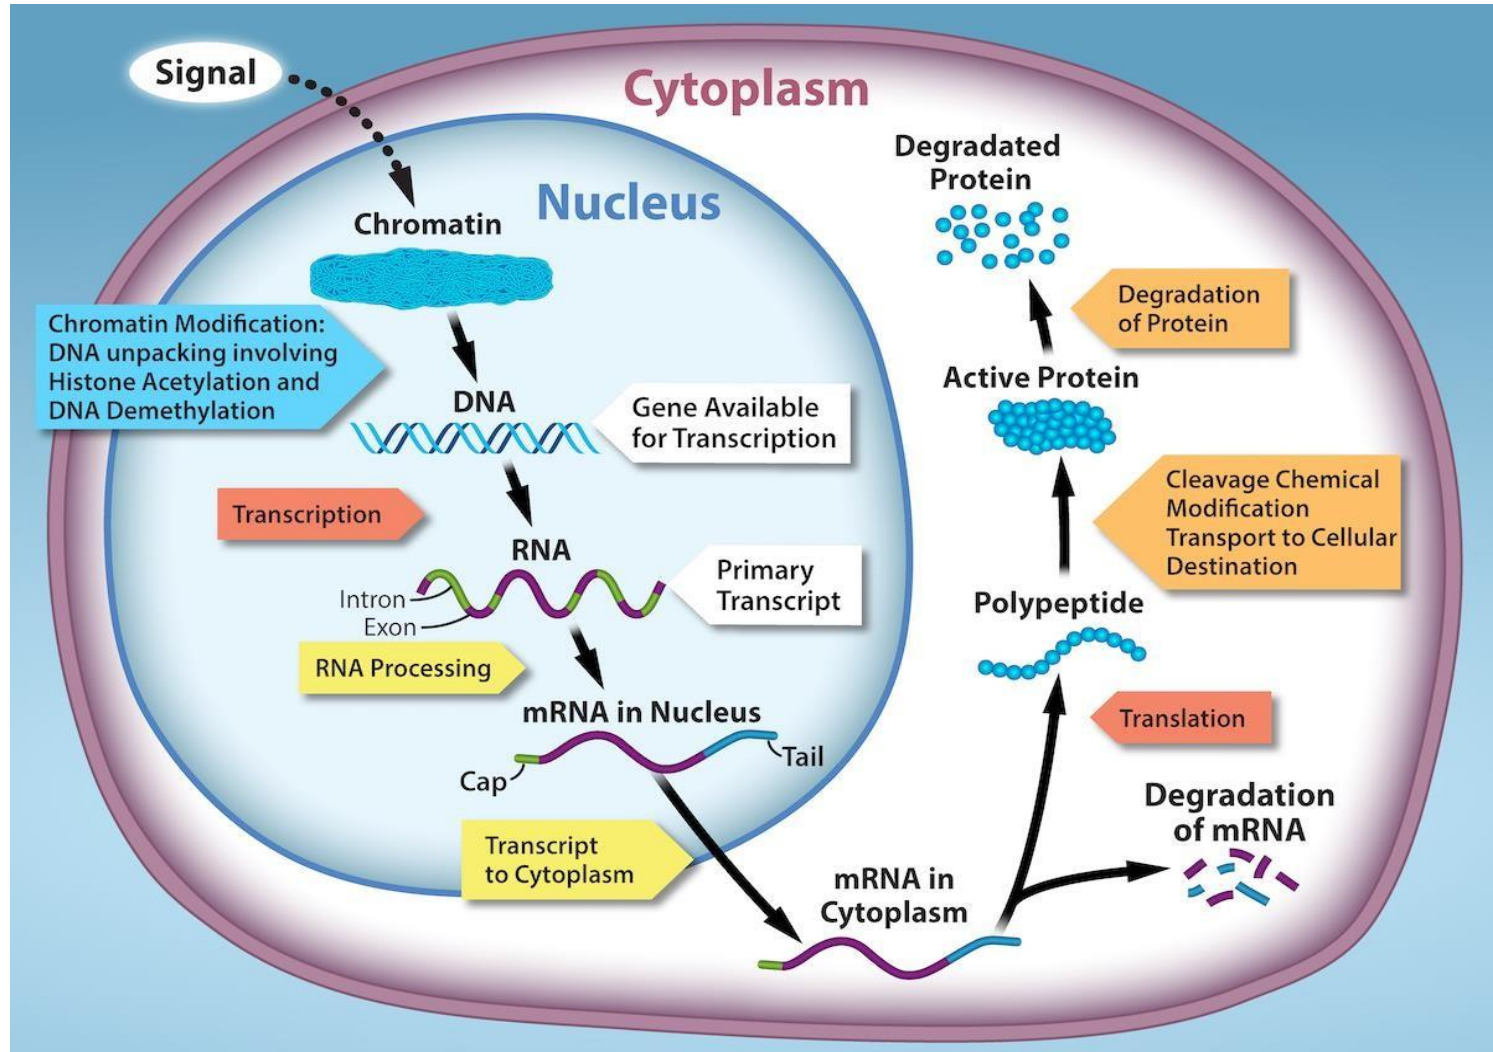 Signal
Cytoplasm
Nucleus
Chromatin
Chromatin Modification:
DNA unpacking involving
Histone Acetylation and
DNA Demethylation
DNA
Gene Available
for Transcription
Transcription
RNA
Intron
Exon
Primary
Transcript
RNA Processing
mRNA in Nucleus
Cap
Tail
Transcript
to Cytoplasm
mRNA in
Cytoplasm
Degradation
of mRNA
Translation
Polypeptide
Cleavage Chemical
Modification
Transport to Cellular
Destination
Active Protein
Degradation
of Protein
Degraded
Protein